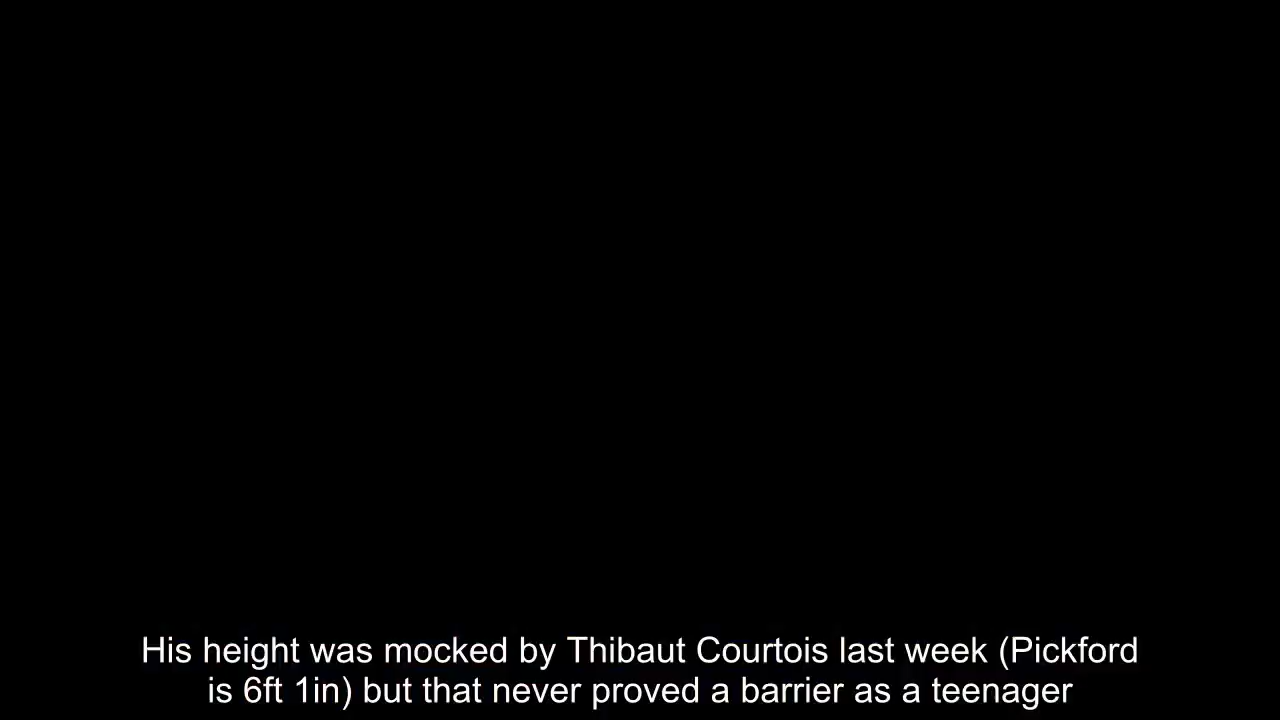 His height was mocked by Thibaut Courtois last week (Pickford
is 6ft 1in) but that never proved a barrier as a teenager